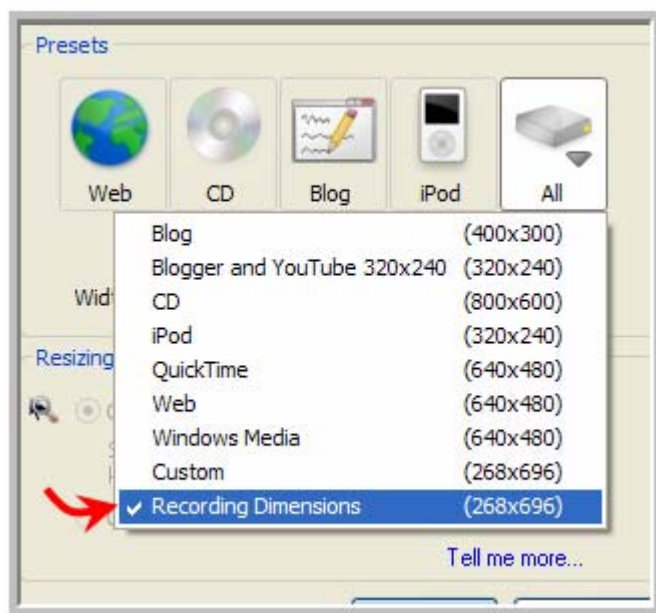 Presets
Web CD Blog iPod All
Blog (400x300)
Blogger and YouTube 320x240 (320x240)
CD (800x600)
iPod (320x240)
QuickTime (640x480)
Web (640x480)
Windows Media (640x480)
Custom (268x696)
Recording Dimensions (268x696)
Resizing
Tell me more...